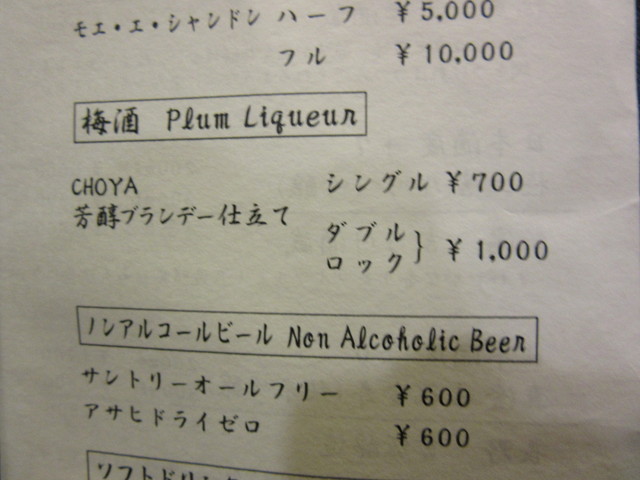 モエ・エ・シャンドン ハーフ ￥5,000
フル ￥10,000
梅酒 Plum Liqueur
CHOYA シングル ￥700
芳醇ブランデー仕立て
ダブル
ロック } ￥1,000
ノンアルコールビール Non Alcoholic Beer
サントリーオールフリー ￥600
アサヒドライゼロ ￥600